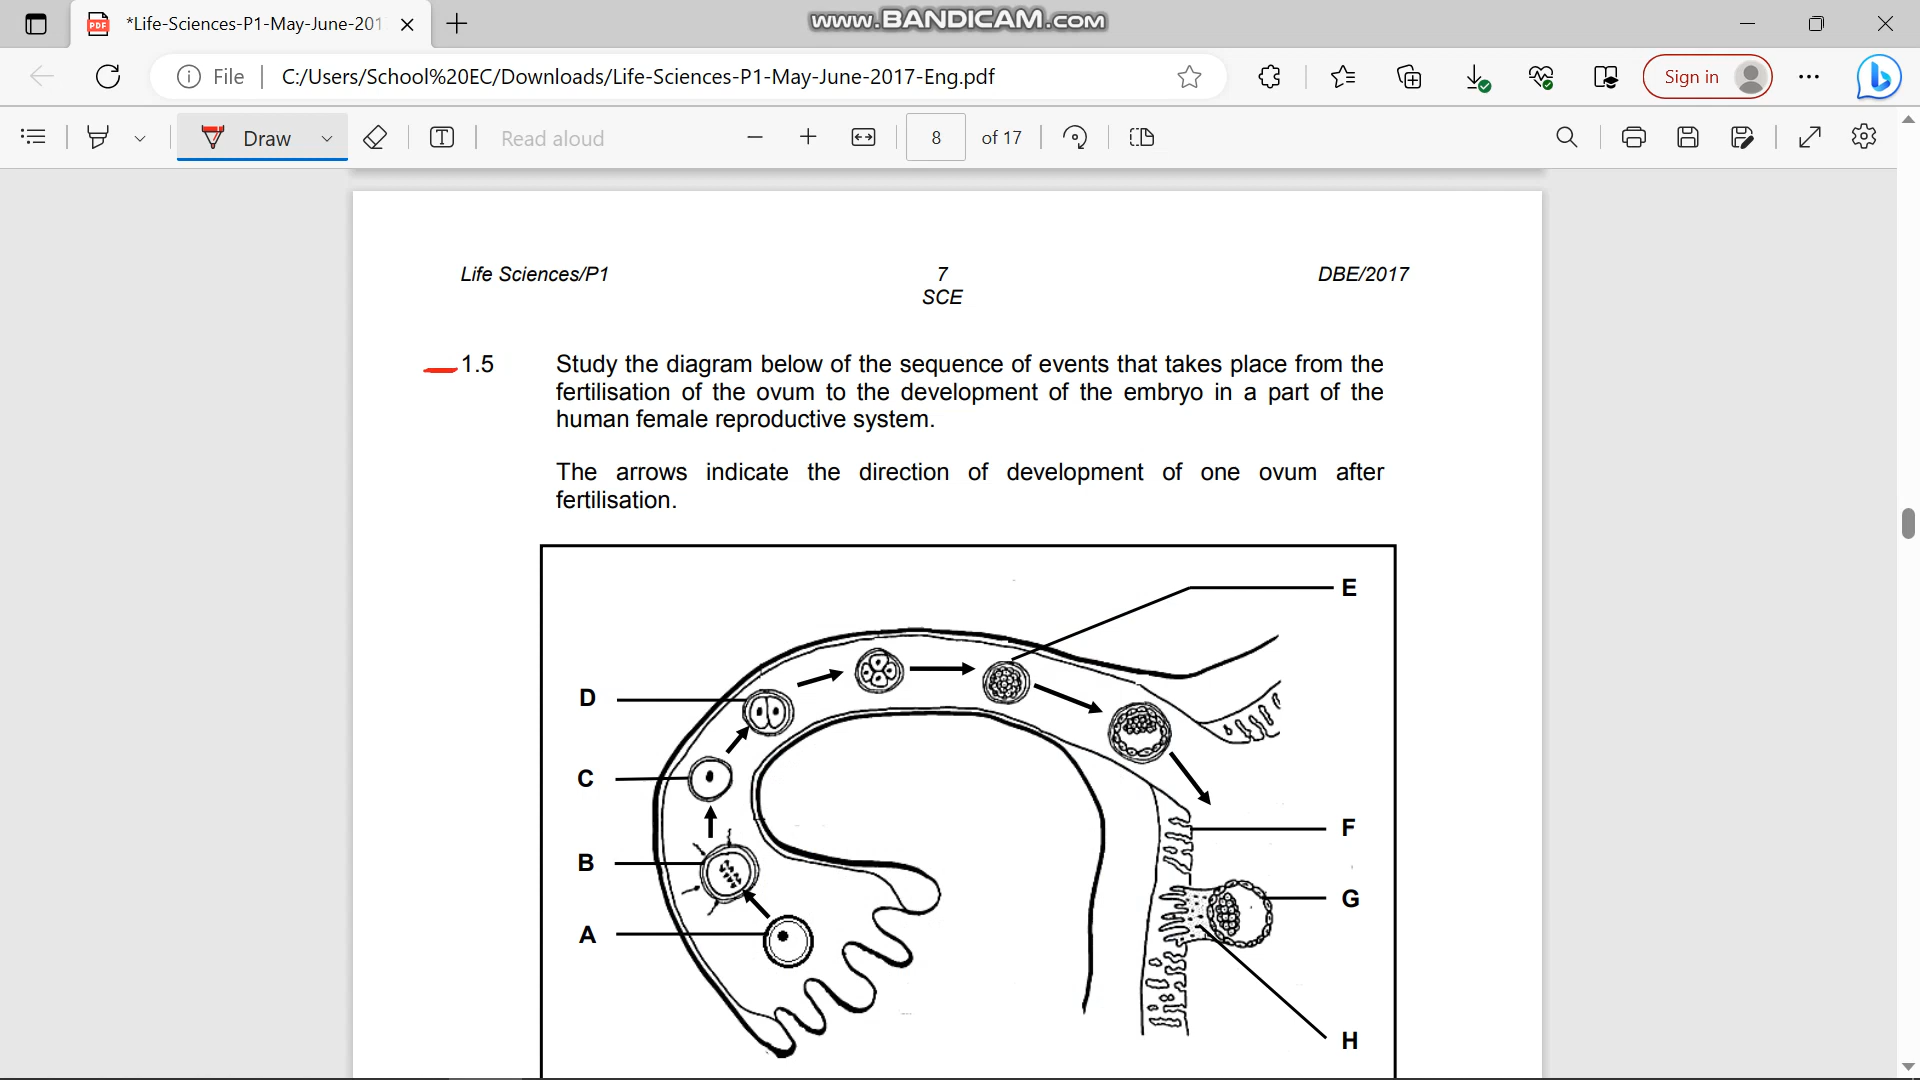 WWW.BANDICAM.COM
*Life-Sciences-P1-May-June-201
File
C:/Users/School%20EC/Downloads/Life-Sciences-P1-May-June-2017-Eng.pdf
Sign in
Draw
Read aloud
8 of 17
Life Sciences/P1 7 DBE/2017
SCE
1.5 Study the diagram below of the sequence of events that takes place from the
fertilisation of the ovum to the development of the embryo in a part of the
human female reproductive system.
The arrows indicate the direction of development of one ovum after
fertilisation.
E
D
C
F
B
G
A
H